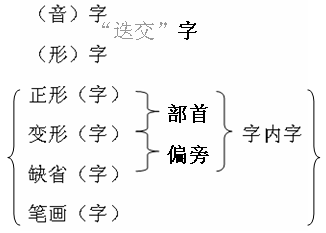 （音）字
“迭交”字
（形）字
正形（字）
部首
变形（字）
字内字
偏旁
缺省（字）
笔画（字）